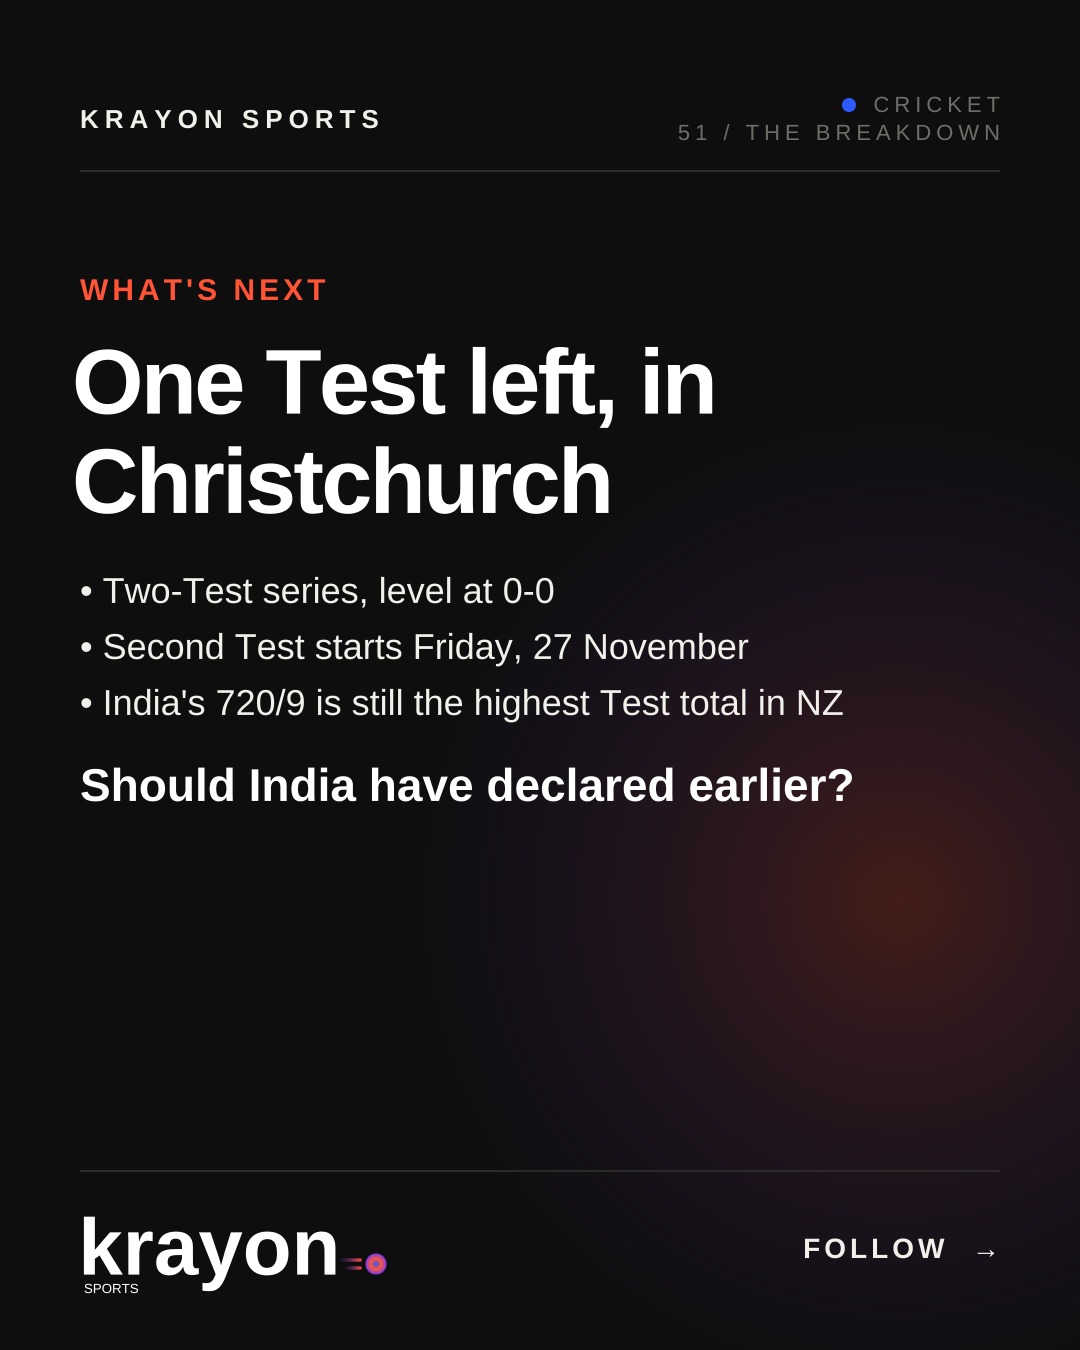 KRAYON SPORTS
CRICKET
51 / THE BREAKDOWN
WHAT'S NEXT
One Test left, in
Christchurch
• Two-Test series, level at 0-0
• Second Test starts Friday, 27 November
• India's 720/9 is still the highest Test total in NZ
Should India have declared earlier?
krayon
SPORTS
FOLLOW →